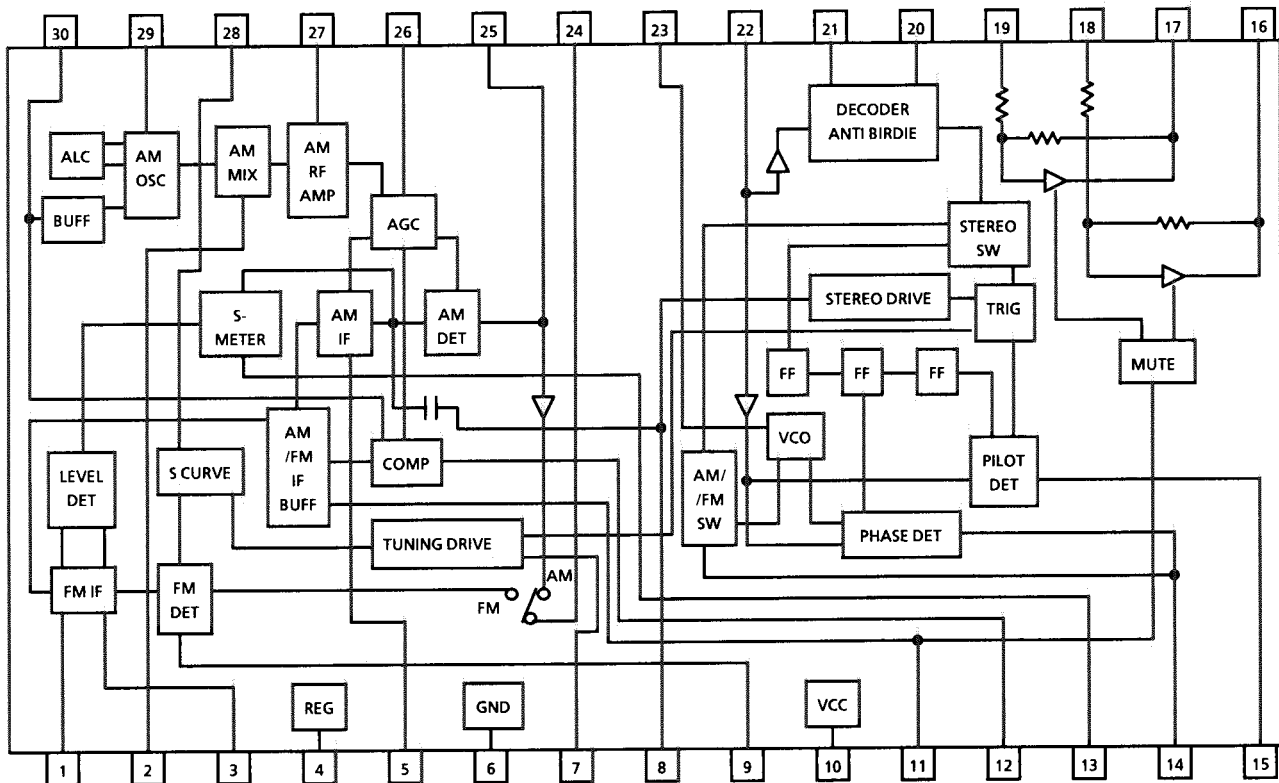 30 29 28 27 26 25 24 23 22 21 20 19 18 17 16
ALC
AM
OSC
AM
MIX
AM
RF
AMP
BUFF
AGC
DECODER
ANTI BIRDIE
STEREO
SW
S-
METER
AM
IF
AM
DET
STEREO DRIVE
TRIG
MUTE
FF
FF
FF
LEVEL
DET
S CURVE
AM
/FM
IF
BUFF
COMP
VCO
AM/
/FM
SW
PILOT
DET
TUNING DRIVE
PHASE DET
FM IF
FM
DET
FM
AM
REG
GND
VCC
1 2 3 4 5 6 7 8 9 10 11 12 13 14 15